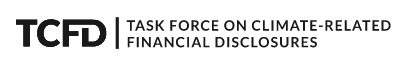 TCFD
TASK FORCE ON CLIMATE-RELATED
FINANCIAL DISCLOSURES